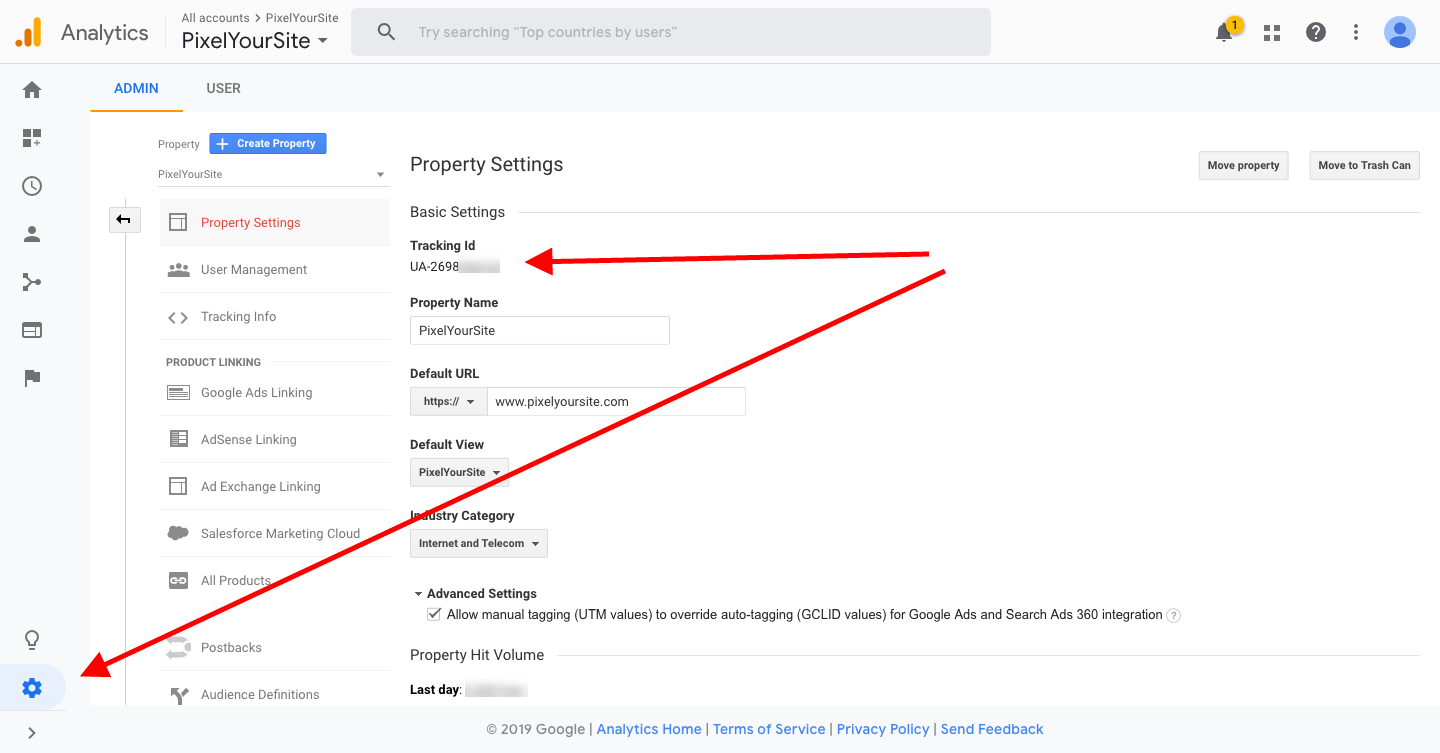 Analytics
All accounts > PixelYourSite
PixelYourSite
Try searching "Top countries by users"
1
ADMIN
USER
Property
Create Property
PixelYourSite
Property Settings
User Management
Tracking Info
PRODUCT LINKING
Google Ads Linking
AdSense Linking
Ad Exchange Linking
Salesforce Marketing Cloud
All Products
Postbacks
Audience Definitions
Property Settings
Move property
Move to Trash Can
Basic Settings
Tracking Id
UA-2698
Property Name
PixelYourSite
Default URL
https://
www.pixelyoursite.com
Default View
PixelYourSite
Industry Category
Internet and Telecom
Advanced Settings
Allow manual tagging (UTM values) to override auto-tagging (GCLID values) for Google Ads and Search Ads 360 integration ?
Property Hit Volume
Last day:
© 2019 Google | Analytics Home | Terms of Service | Privacy Policy | Send Feedback